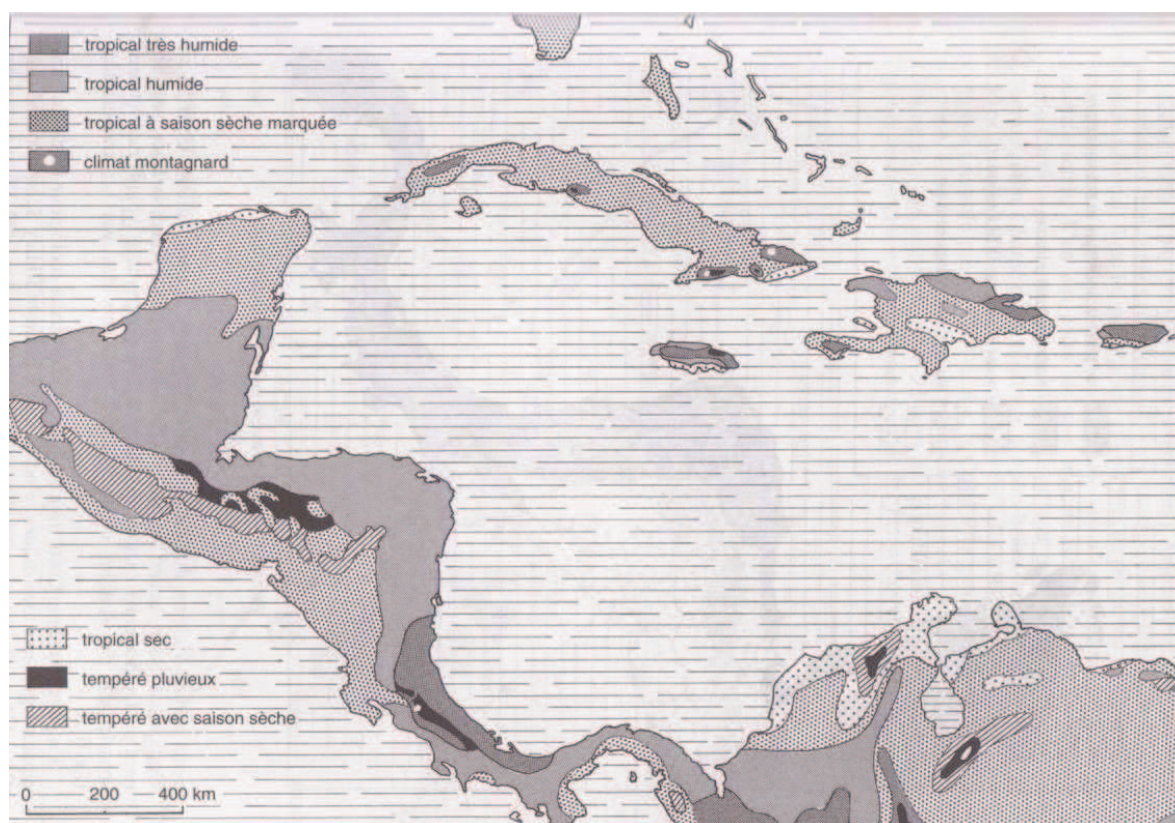 tropical très humide
tropical humide
tropical à saison sèche marquée
climat montagnard
tropical sec
tempéré pluvieux
tempéré avec saison sèche
0 200 400 km